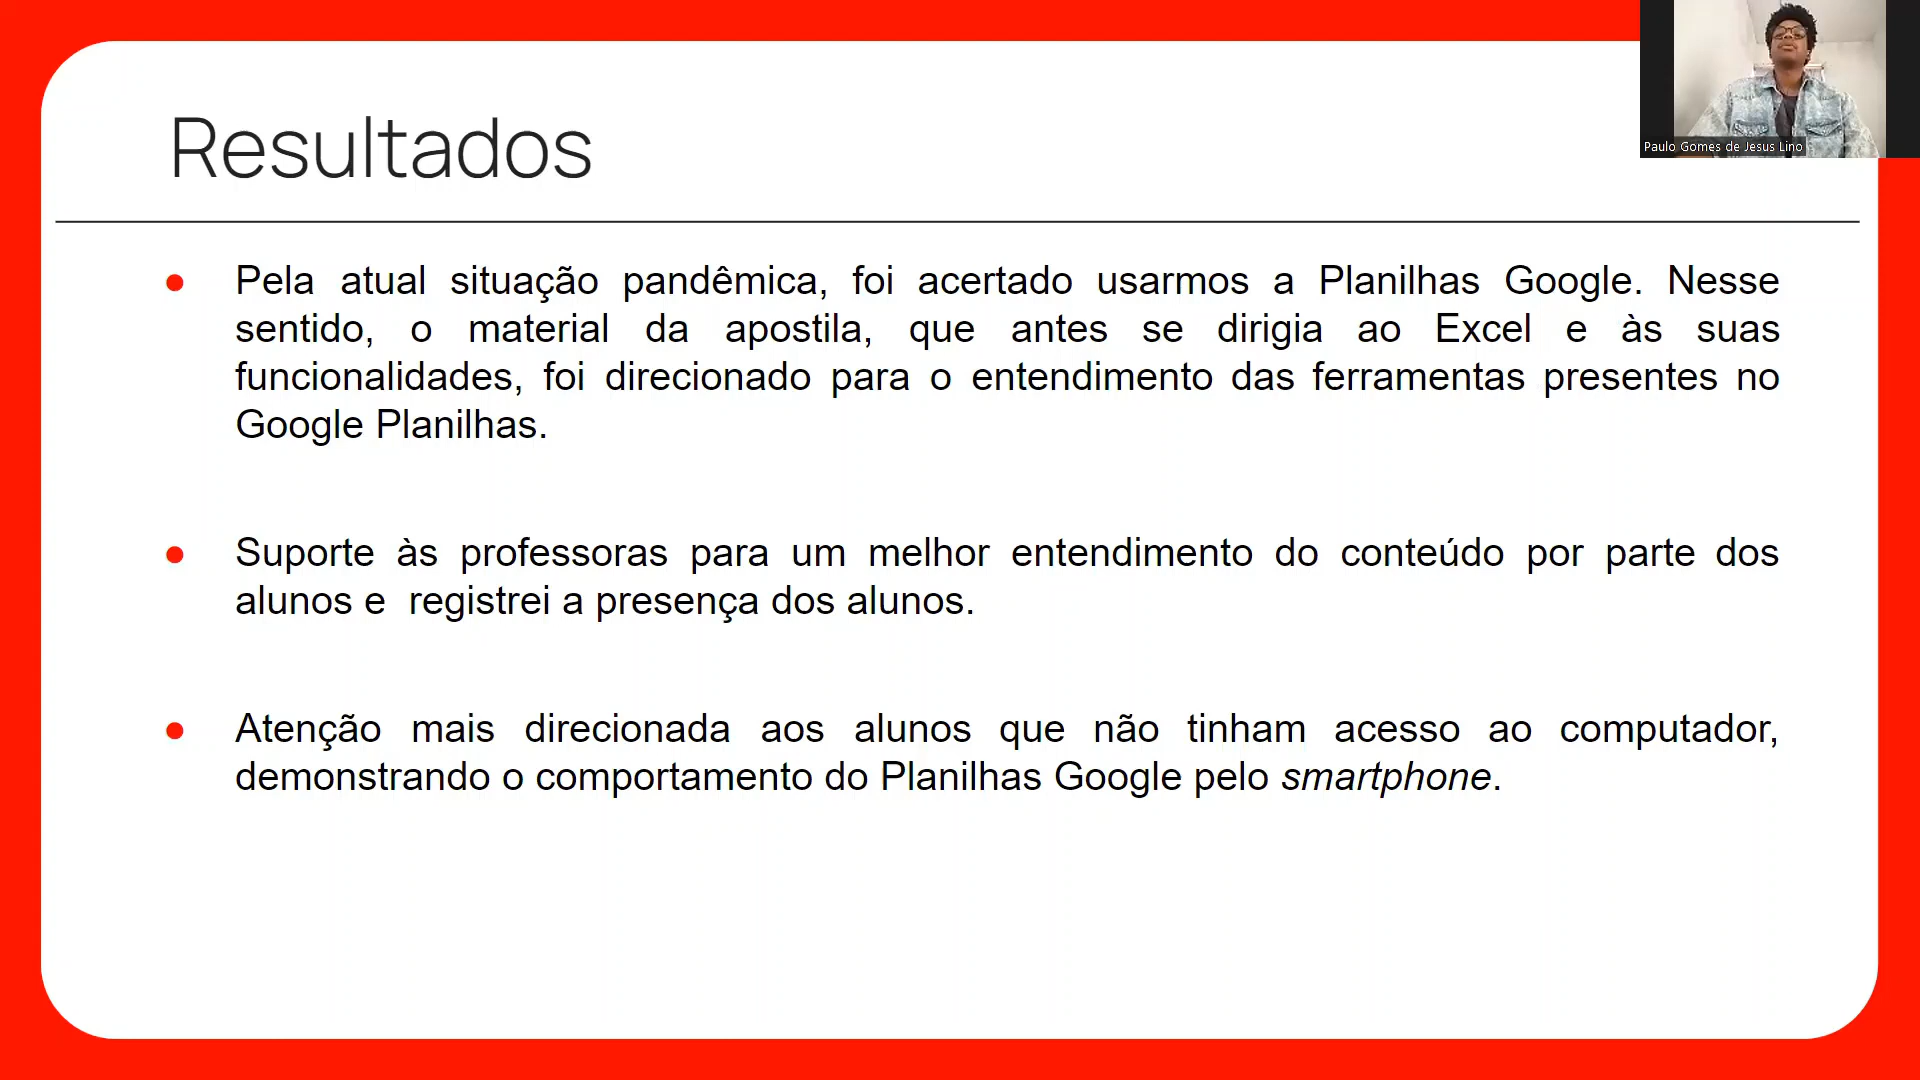 Resultados
Paulo Gomes de Jesus Lino
● Pela atual situação pandêmica, foi acertado usarmos a Planilhas Google. Nesse
sentido, o material da apostila, que antes se dirigia ao Excel e às suas
funcionalidades, foi direcionado para o entendimento das ferramentas presentes no
Google Planilhas.
● Suporte às professoras para um melhor entendimento do conteúdo por parte dos
alunos e  registrei a presença dos alunos.
● Atenção mais direcionada aos alunos que não tinham acesso ao computador,
demonstrando o comportamento do Planilhas Google pelo smartphone.